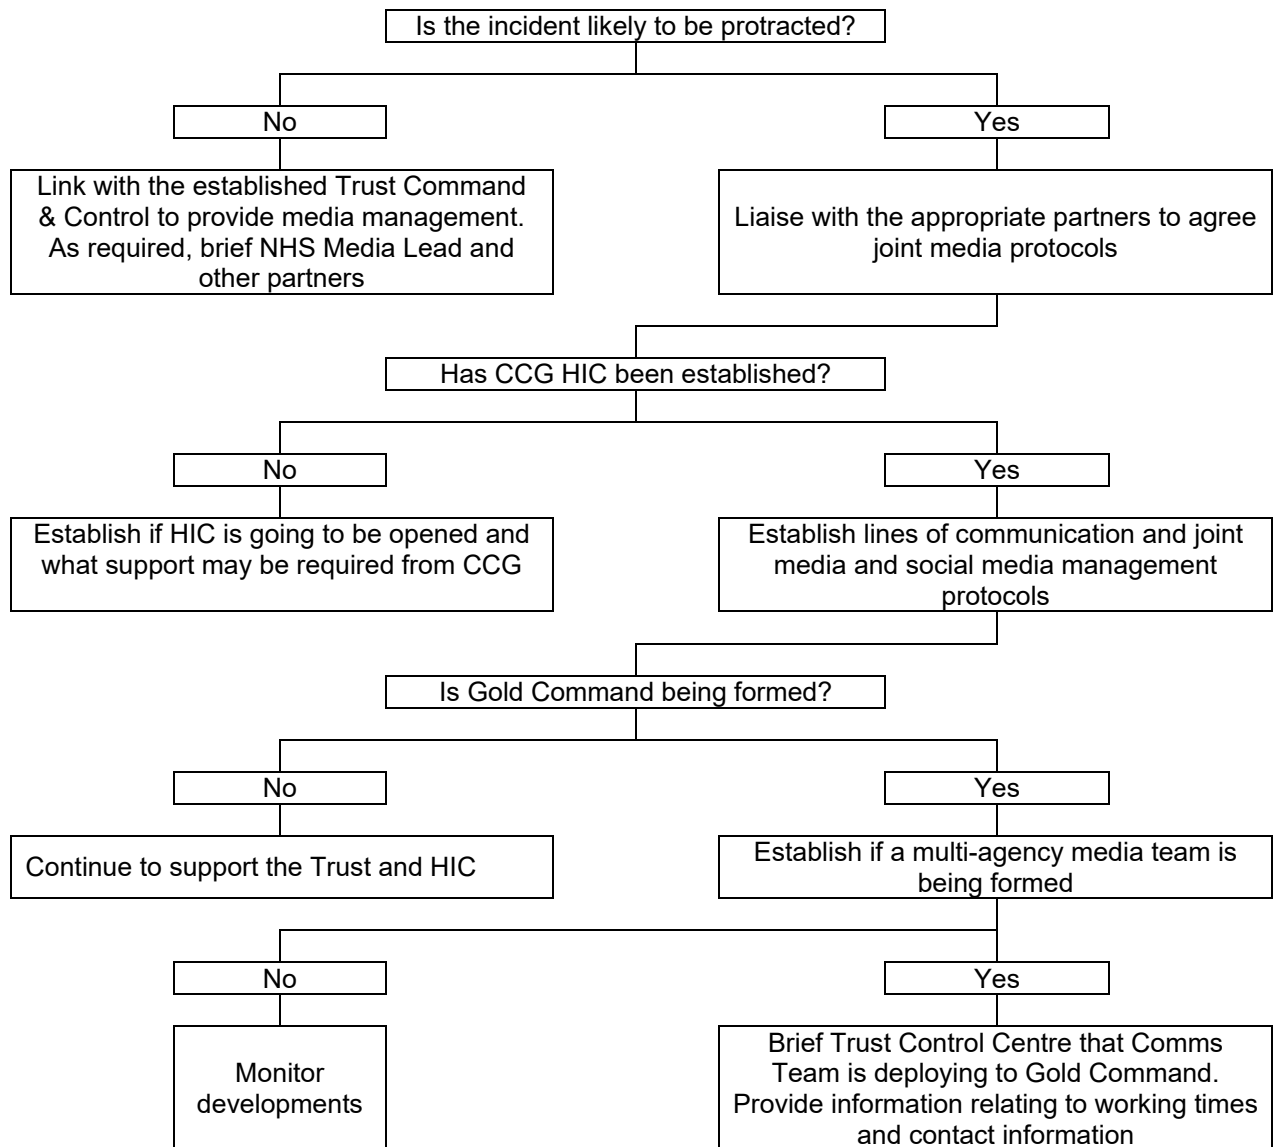 Is the incident likely to be protracted?
No
Yes
Link with the established Trust Command
& Control to provide media management.
As required, brief NHS Media Lead and
other partners
Liaise with the appropriate partners to agree
joint media protocols
Has CCG HIC been established?
No
Yes
Establish if HIC is going to be opened and
what support may be required from CCG
Establish lines of communication and joint
media and social media management
protocols
Is Gold Command being formed?
No
Yes
Continue to support the Trust and HIC
Establish if a multi-agency media team is
being formed
No
Yes
Monitor
developments
Brief Trust Control Centre that Comms
Team is deploying to Gold Command.
Provide information relating to working times
and contact information